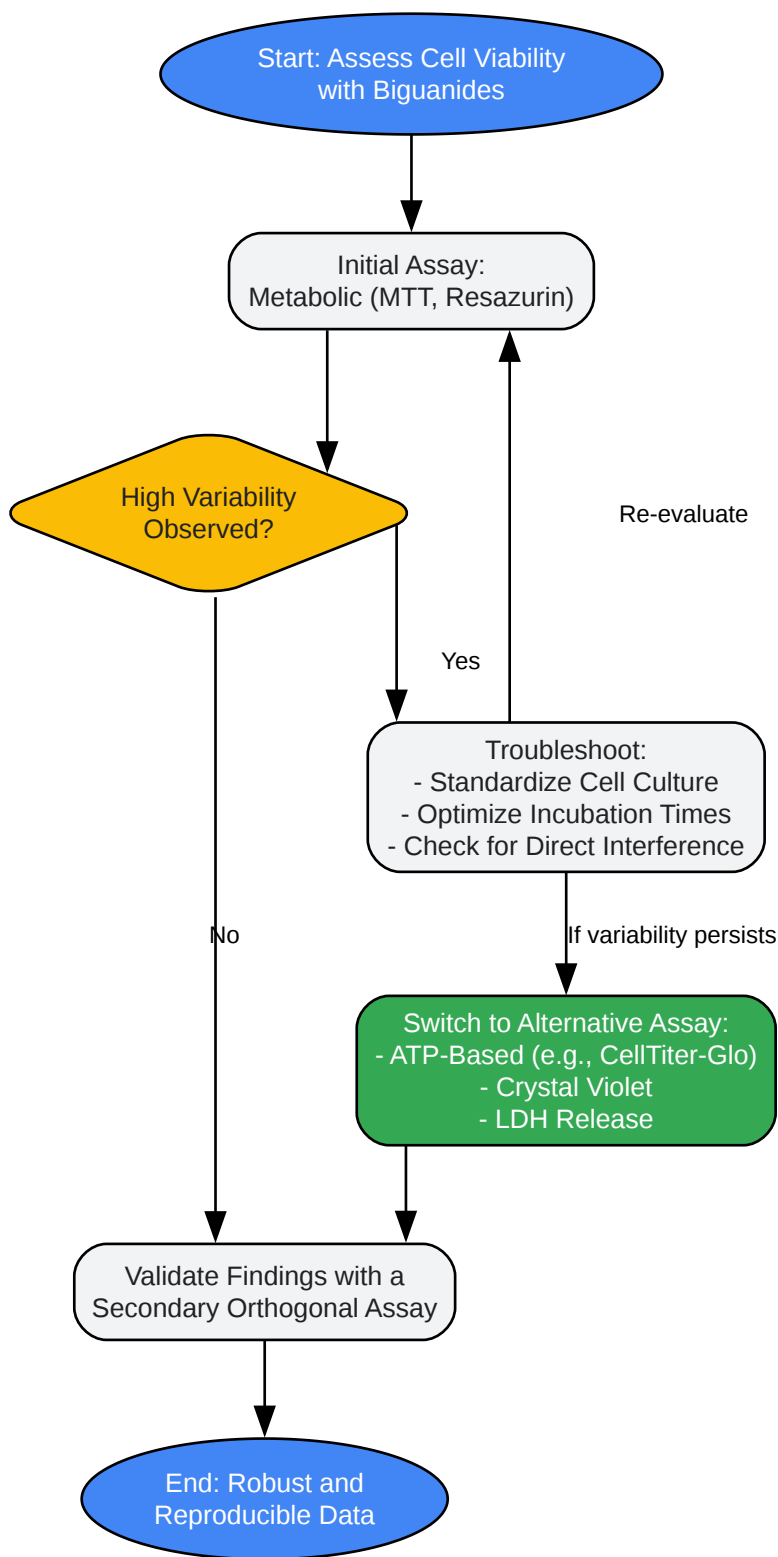 Start: Assess Cell Viability
with Biguanides
Initial Assay:
Metabolic (MTT, Resazurin)
High Variability
Observed?
Re-evaluate
Yes
Troubleshoot:
- Standardize Cell Culture
- Optimize Incubation Times
- Check for Direct Interference
No
If variability persists
Switch to Alternative Assay:
- ATP-Based (e.g., CellTiter-Glo)
- Crystal Violet
- LDH Release
Validate Findings with a
Secondary Orthogonal Assay
End: Robust and
Reproducible Data